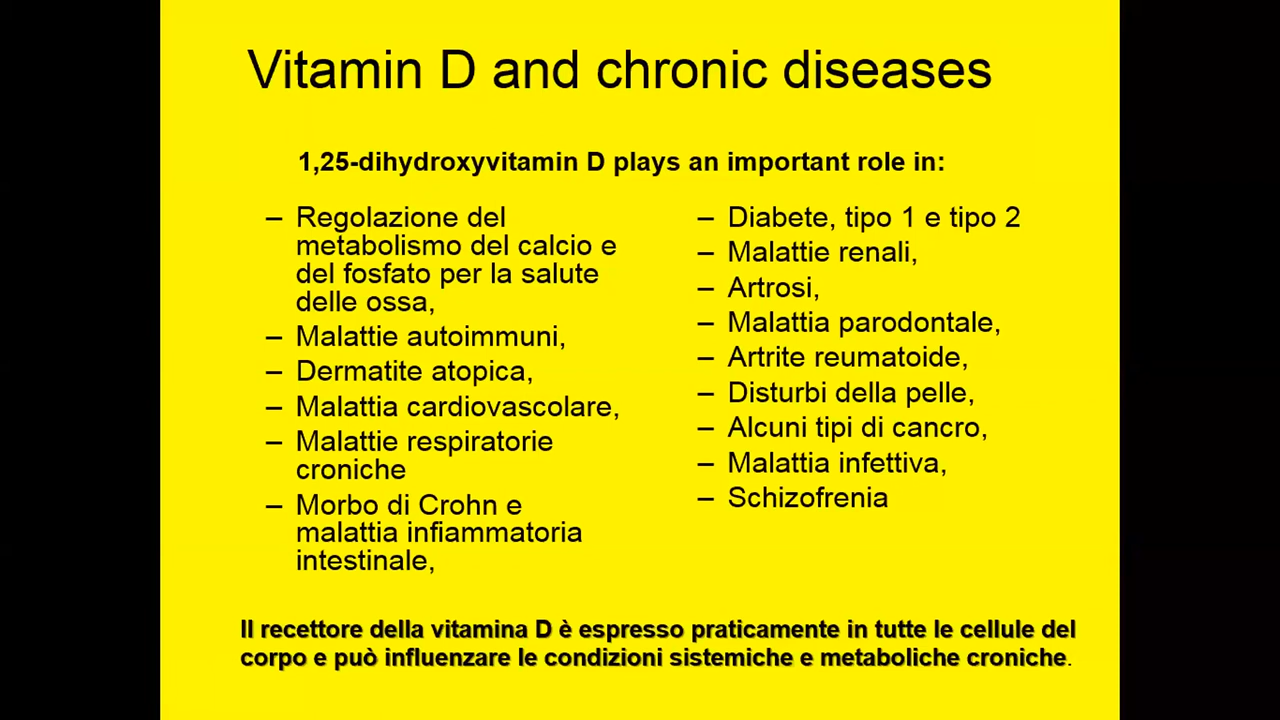 Vitamin D and chronic diseases
1,25-dihydroxyvitamin D plays an important role in:
– Regolazione del
metabolismo del calcio e
del fosfato per la salute
delle ossa,
– Malattie autoimmuni,
– Dermatite atopica,
– Malattia cardiovascolare,
– Malattie respiratorie
croniche
– Morbo di Crohn e
malattia infiammatoria
intestinale,
– Diabete, tipo 1 e tipo 2
– Malattie renali,
– Artrosi,
– Malattia parodontale,
– Artrite reumatoide,
– Disturbi della pelle,
– Alcuni tipi di cancro,
– Malattia infettiva,
– Schizofrenia
Il recettore della vitamina D è espresso praticamente in tutte le cellule del
corpo e può influenzare le condizioni sistemiche e metaboliche croniche.